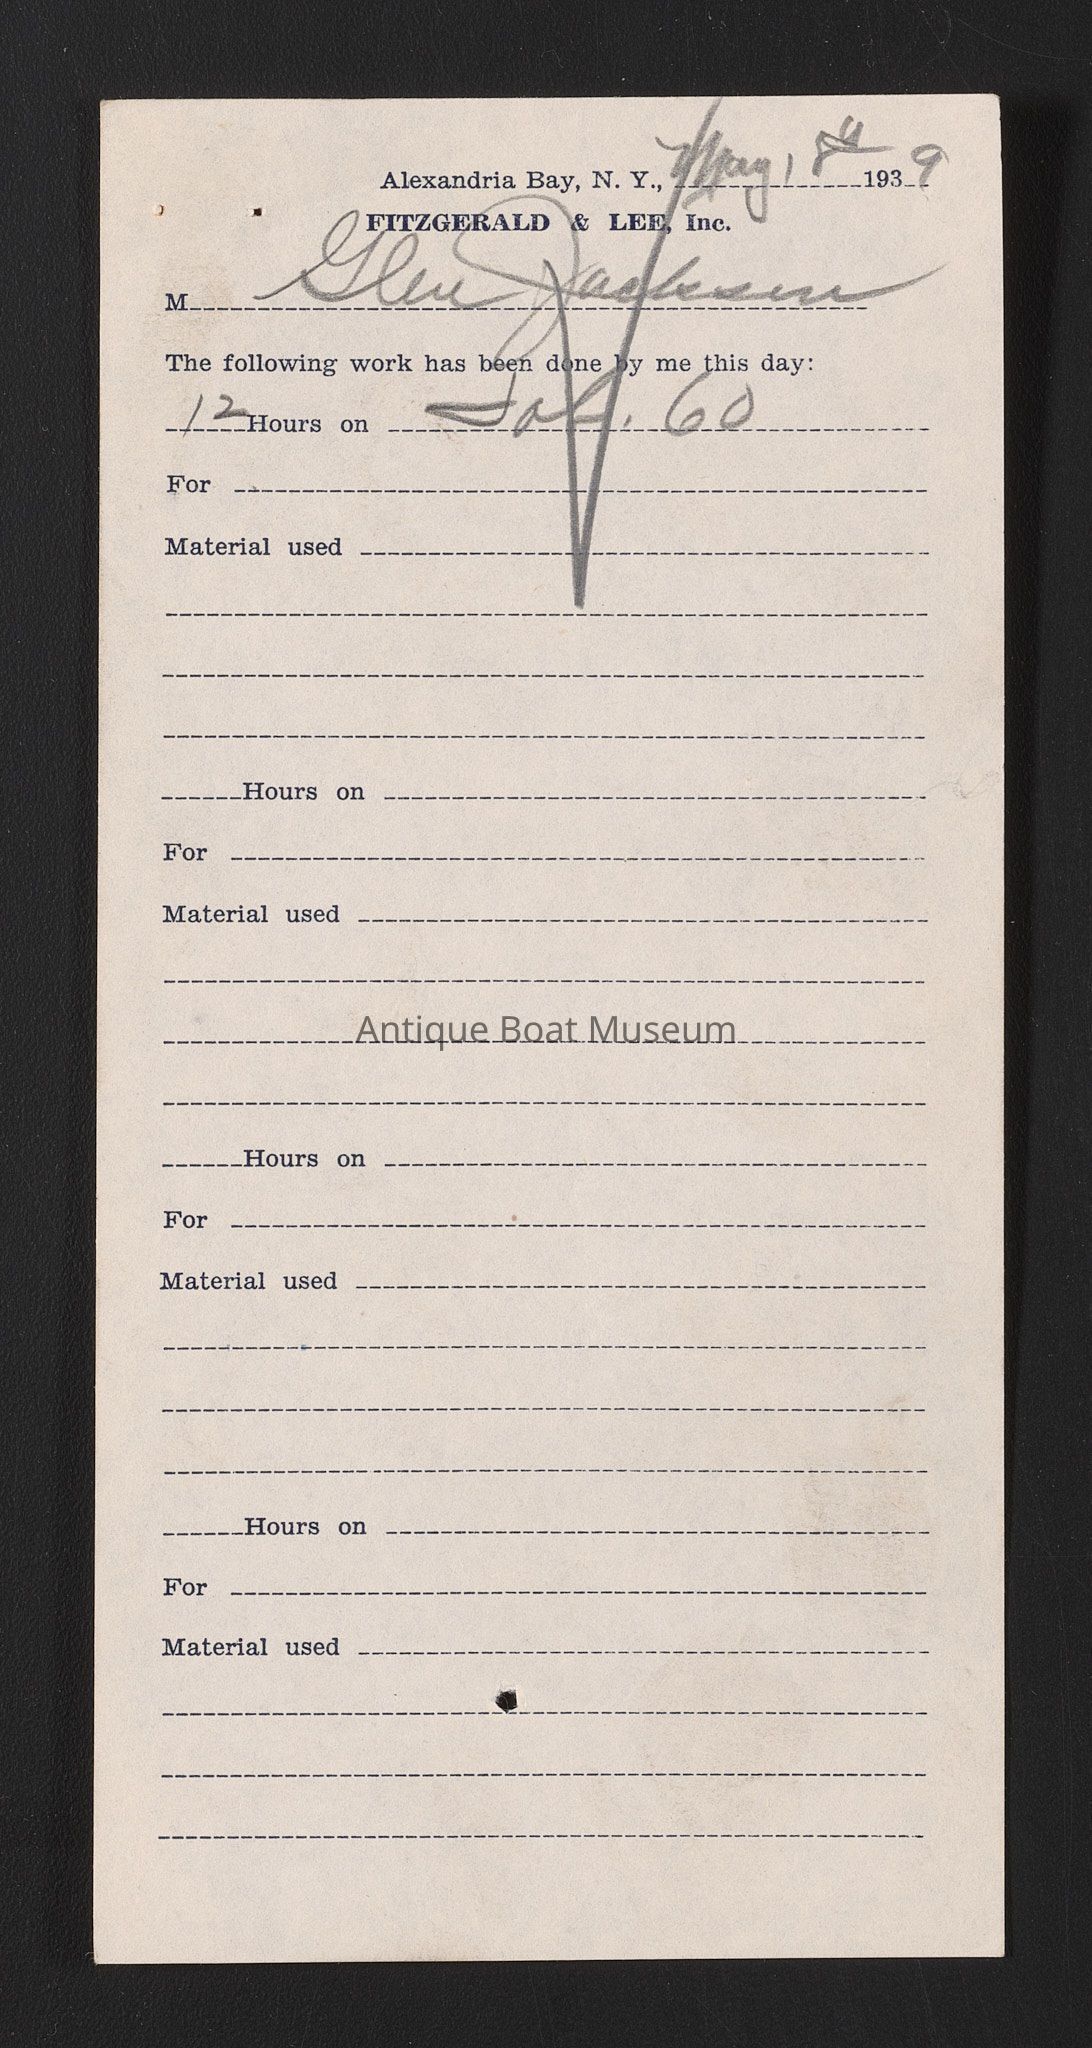 Alexandria Bay, N. Y., May 8th 1939
FITZGERALD & LEE, Inc.
M Glen Jackson
The following work has been done by me this day:
12 Hours on Job. 60
For
Material used
Hours on
For
Material used
Antique Boat Museum
Hours on
For
Material used
Hours on
For
Material used